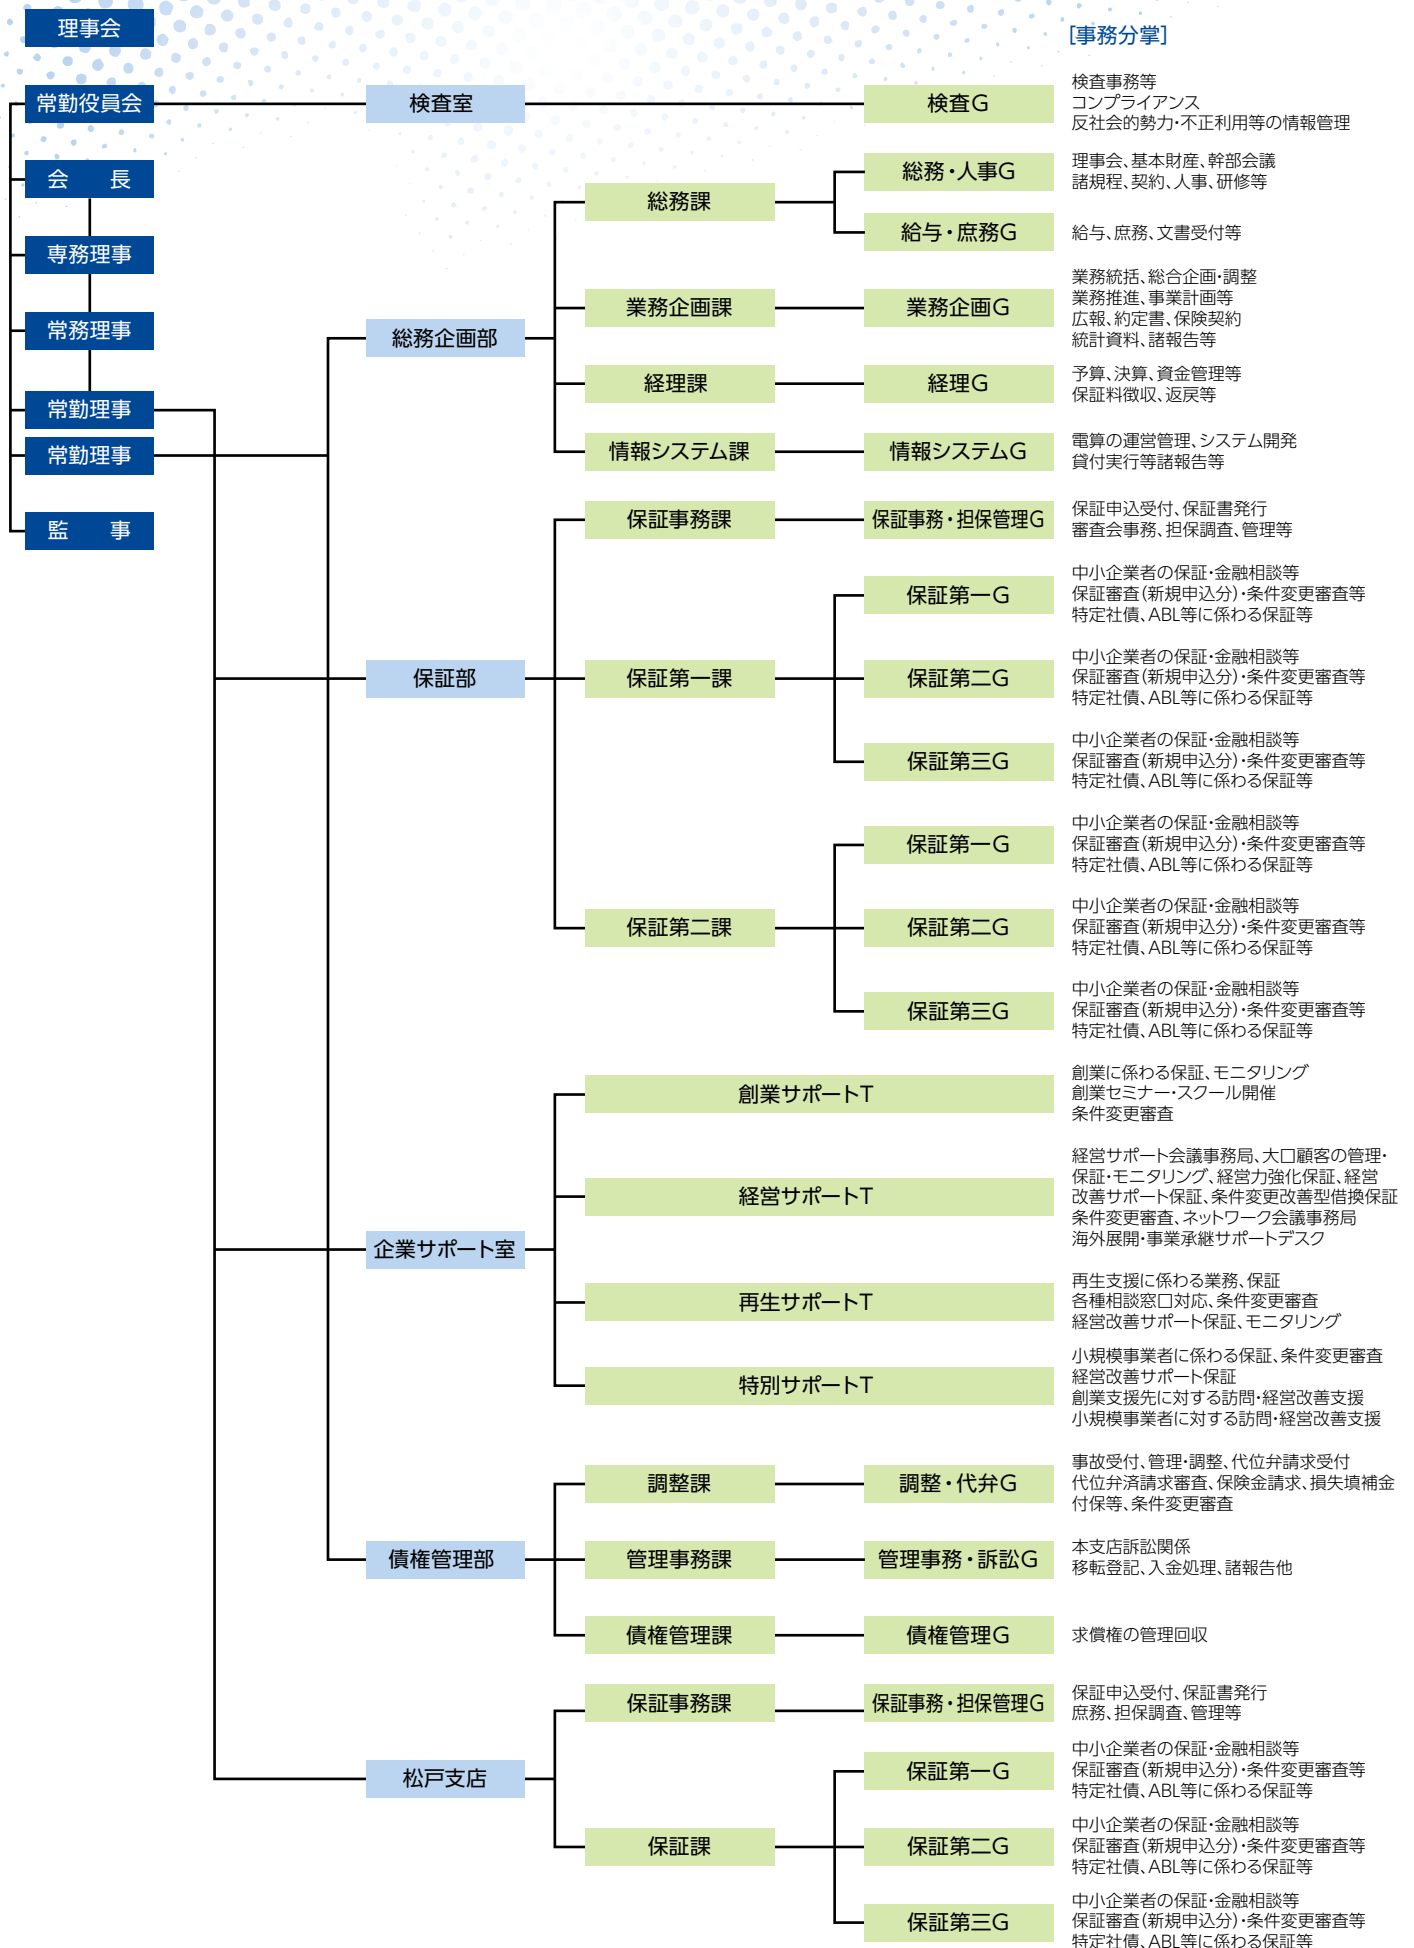 理事会
[事務分掌]
常勤役員会
検査室
検査G
検査事務等
コンプライアンス
反社会的勢力・不正利用等の情報管理
会　　長
専務理事
常務理事
常勤理事
常勤理事
監　　事
総務企画部
総務課
総務・人事G
理事会、基本財産、幹部会議
諸規程、契約、人事、研修等
給与・庶務G
給与、庶務、文書受付等
業務企画課
業務企画G
業務統括、総合企画・調整
業務推進、事業計画等
広報、約定書、保険契約
統計資料、諸報告等
経理課
経理G
予算、決算、資金管理等
保証料徴収、返戻等
情報システム課
情報システムG
電算の運営管理、システム開発
貸付実行等諸報告等
保証部
保証事務課
保証事務・担保管理G
保証申込受付、保証書発行
審査会事務、担保調査、管理等
保証第一課
保証第一G
中小企業者の保証・金融相談等
保証審査(新規申込分)・条件変更審査等
特定社債、ABL等に係わる保証等
保証第二G
中小企業者の保証・金融相談等
保証審査(新規申込分)・条件変更審査等
特定社債、ABL等に係わる保証等
保証第三G
中小企業者の保証・金融相談等
保証審査(新規申込分)・条件変更審査等
特定社債、ABL等に係わる保証等
保証第二課
保証第一G
中小企業者の保証・金融相談等
保証審査(新規申込分)・条件変更審査等
特定社債、ABL等に係わる保証等
保証第二G
中小企業者の保証・金融相談等
保証審査(新規申込分)・条件変更審査等
特定社債、ABL等に係わる保証等
保証第三G
中小企業者の保証・金融相談等
保証審査(新規申込分)・条件変更審査等
特定社債、ABL等に係わる保証等
企業サポート室
創業サポートT
創業に係わる保証、モニタリング
創業セミナー・スクール開催
条件変更審査
経営サポートT
経営サポート会議事務局、大口顧客の管理・
保証・モニタリング、経営力強化保証、経営
改善サポート保証、条件変更改善型借換保証
条件変更審査、ネットワーク会議事務局
海外展開・事業承継サポートデスク
再生サポートT
再生支援に係わる業務、保証
各種相談窓口対応、条件変更審査
経営改善サポート保証、モニタリング
特別サポートT
小規模事業者に係わる保証、条件変更審査
経営改善サポート保証
創業支援先に対する訪問・経営改善支援
小規模事業者に対する訪問・経営改善支援
債権管理部
調整課
調整・代弁G
事故受付、管理・調整、代位弁請求受付
代位弁済請求審査、保険金請求、損失填補金
付保等、条件変更審査
管理事務課
管理事務・訴訟G
本支店訴訟関係
移転登記、入金処理、諸報告他
債権管理課
債権管理G
求償権の管理回収
松戸支店
保証事務課
保証事務・担保管理G
保証申込受付、保証書発行
庶務、担保調査、管理等
保証課
保証第一G
中小企業者の保証・金融相談等
保証審査(新規申込分)・条件変更審査等
特定社債、ABL等に係わる保証等
保証第二G
中小企業者の保証・金融相談等
保証審査(新規申込分)・条件変更審査等
特定社債、ABL等に係わる保証等
保証第三G
中小企業者の保証・金融相談等
保証審査(新規申込分)・条件変更審査等
特定社債、ABL等に係わる保証等